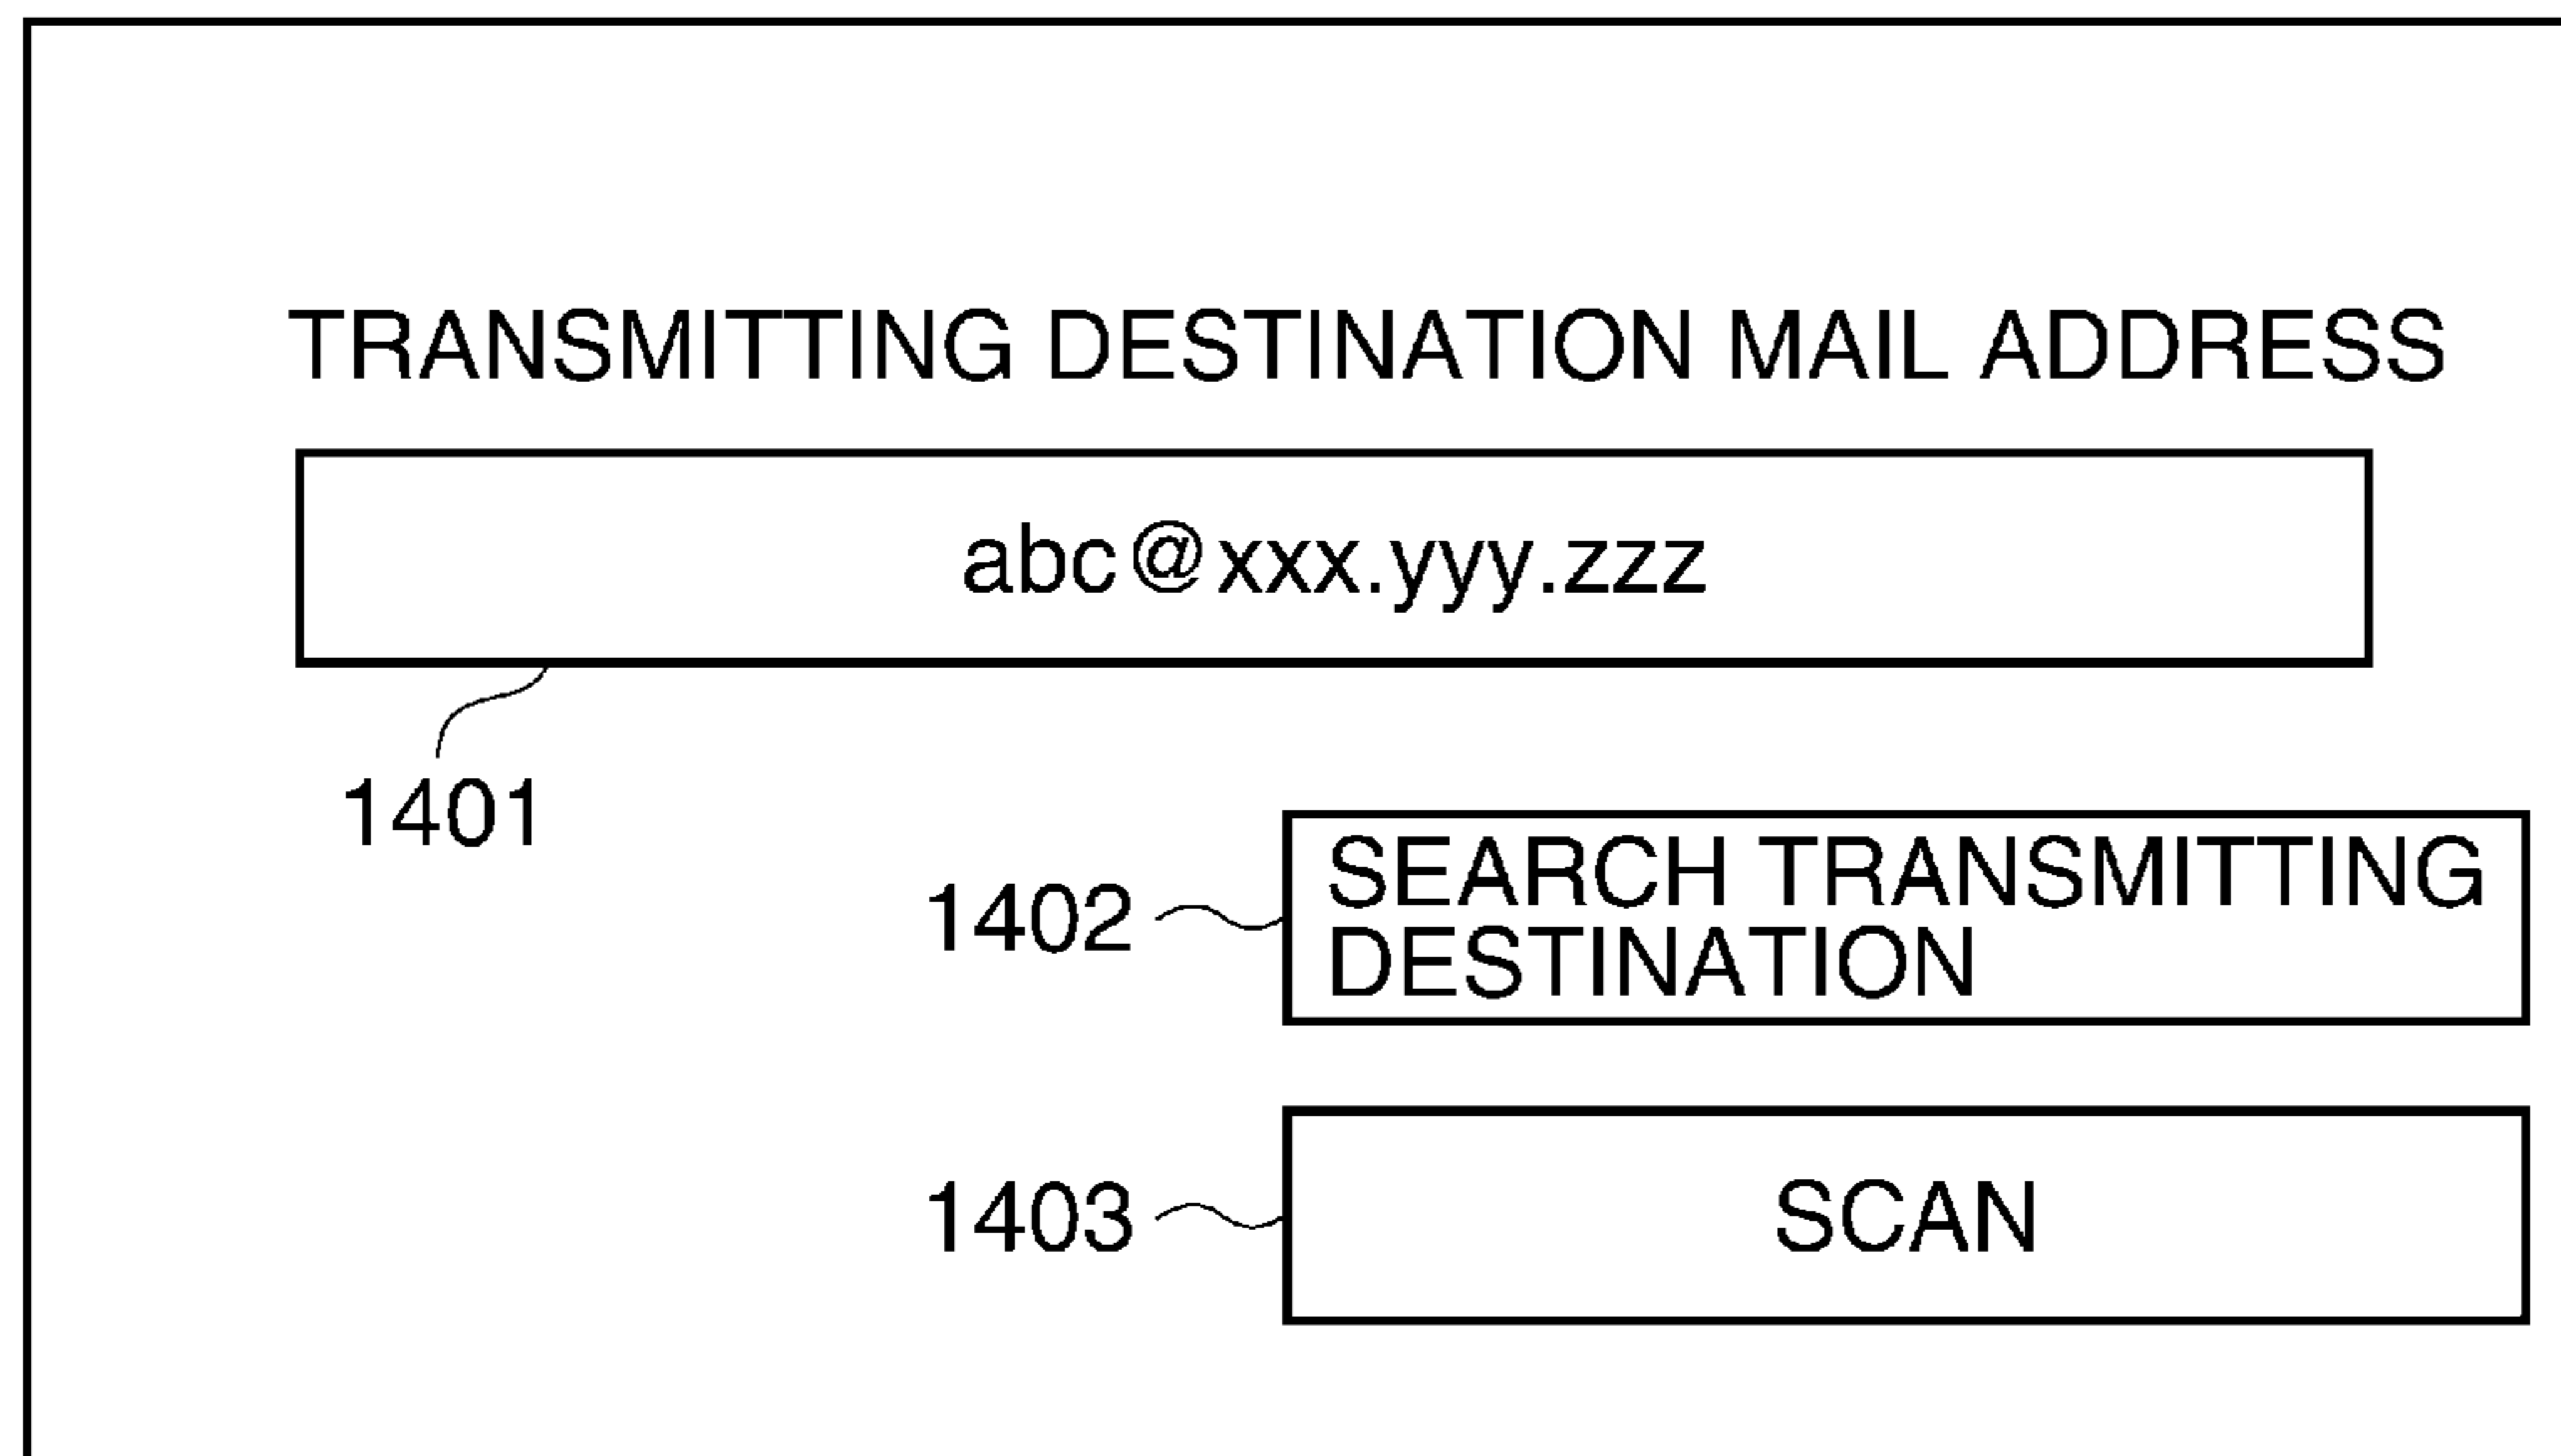 TRANSMITTING DESTINATION MAIL ADDRESS
abc@xxx.yyy.zzz
1401
1402
SEARCH TRANSMITTING
DESTINATION
1403
SCAN